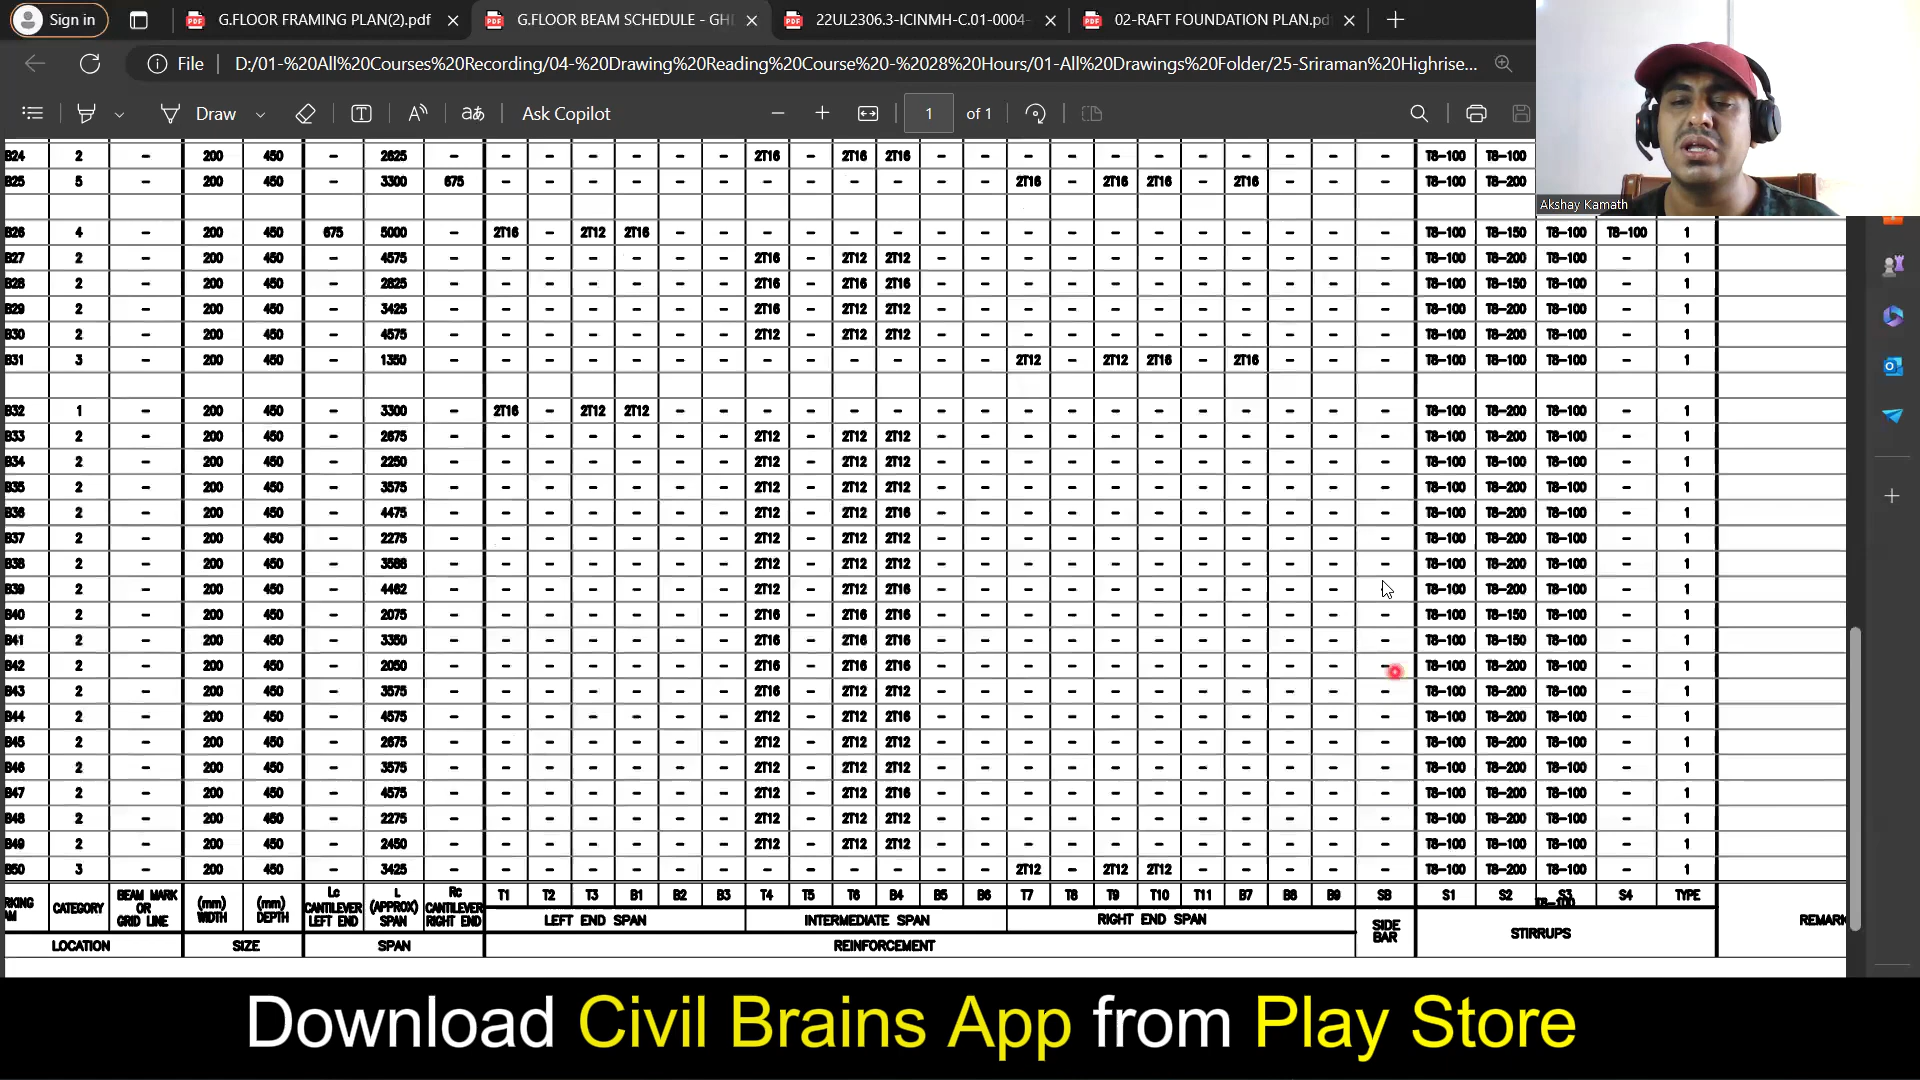 Sign in
G.FLOOR FRAMING PLAN(2).pdf
G.FLOOR BEAM SCHEDULE - GH
22UL2306.3-ICINMH-C.01-0004-
02-RAFT FOUNDATION PLAN.pd
File
D:/01-%20All%20Courses%20Recording/04-%20Drawing%20Reading%20Course%20-%2028%20Hours/01-All%20Drawings%20Folder/25-Sriraman%20Highrise...
Draw
Ask Copilot
1 of 1
Akshay Kamath
B24 2 – 200 450 – 2625 – – – – – – – 2T16 – 2T16 2T16 – – – – – – – – – – – T8-100 T8-100
B25 5 – 200 450 – 3300 675 – – – – – – – – – – – – 2T16 – 2T16 2T16 – 2T16 – – – T8-100 T8-200
B26 4 – 200 450 675 5000 – 2T16 – 2T12 2T16 – – – – – – – – – – – – – – – – – T8-100 T8-150 T8-100 T8-100 1
B27 2 – 200 450 – 4575 – – – – – – – 2T16 – 2T12 2T12 – – – – – – – – – – – T8-100 T8-200 T8-100 – 1
B28 2 – 200 450 – 2825 – – – – – – – 2T16 – 2T16 2T16 – – – – – – – – – – – T8-100 T8-150 T8-100 – 1
B29 2 – 200 450 – 3425 – – – – – – – 2T16 – 2T12 2T12 – – – – – – – – – – – T8-100 T8-200 T8-100 – 1
B30 2 – 200 450 – 4575 – – – – – – – 2T12 – 2T12 2T12 – – – – – – – – – – – T8-100 T8-200 T8-100 – 1
B31 3 – 200 450 – 1350 – – – – – – – – – – – – – 2T12 – 2T12 2T16 – 2T16 – – – T8-100 T8-100 T8-100 – 1
B32 1 – 200 450 – 3300 – 2T16 – 2T12 2T12 – – – – – – – – – – – – – – – – – T8-100 T8-200 T8-100 – 1
B33 2 – 200 450 – 2675 – – – – – – – 2T12 – 2T12 2T12 – – – – – – – – – – – T8-100 T8-200 T8-100 – 1
B34 2 – 200 450 – 2250 – – – – – – – 2T12 – 2T12 2T12 – – – – – – – – – – – T8-100 T8-100 T8-100 – 1
B35 2 – 200 450 – 3575 – – – – – – – 2T12 – 2T12 2T12 – – – – – – – – – – – T8-100 T8-200 T8-100 – 1
B36 2 – 200 450 – 4475 – – – – – – – 2T12 – 2T12 2T16 – – – – – – – – – – – T8-100 T8-200 T8-100 – 1
B37 2 – 200 450 – 2275 – – – – – – – 2T12 – 2T12 2T12 – – – – – – – – – – – T8-100 T8-200 T8-100 – 1
B38 2 – 200 450 – 3588 – – – – – – – 2T12 – 2T12 2T12 – – – – – – – – – – – T8-100 T8-200 T8-100 – 1
B39 2 – 200 450 – 4462 – – – – – – – 2T12 – 2T12 2T16 – – – – – – – – – – – T8-100 T8-200 T8-100 – 1
B40 2 – 200 450 – 2075 – – – – – – – 2T16 – 2T16 2T16 – – – – – – – – – – – T8-100 T8-150 T8-100 – 1
B41 2 – 200 450 – 3350 – – – – – – – 2T16 – 2T16 2T16 – – – – – – – – – – – T8-100 T8-150 T8-100 – 1
B42 2 – 200 450 – 2050 – – – – – – – 2T16 – 2T16 2T16 – – – – – – – – – – – T8-100 T8-200 T8-100 – 1
B43 2 – 200 450 – 3575 – – – – – – – 2T16 – 2T12 2T12 – – – – – – – – – – – T8-100 T8-200 T8-100 – 1
B44 2 – 200 450 – 4575 – – – – – – – 2T12 – 2T12 2T16 – – – – – – – – – – – T8-100 T8-200 T8-100 – 1
B45 2 – 200 450 – 2675 – – – – – – – 2T12 – 2T12 2T12 – – – – – – – – – – – T8-100 T8-200 T8-100 – 1
B46 2 – 200 450 – 3575 – – – – – – – 2T12 – 2T12 2T12 – – – – – – – – – – – T8-100 T8-200 T8-100 – 1
B47 2 – 200 450 – 4575 – – – – – – – 2T12 – 2T12 2T16 – – – – – – – – – – – T8-100 T8-200 T8-100 – 1
B48 2 – 200 450 – 2275 – – – – – – – 2T12 – 2T12 2T12 – – – – – – – – – – – T8-100 T8-200 T8-100 – 1
B49 2 – 200 450 – 2450 – – – – – – – 2T12 – 2T12 2T12 – – – – – – – – – – – T8-100 T8-100 T8-100 – 1
B50 3 – 200 450 – 3425 – – – – – – – – – – – – – 2T12 – 2T12 2T12 – – – – – T8-100 T8-200 T8-100 – 1
RKING AM CATEGORY BEAM MARK OR GRID LINE (mm) WIDTH (mm) DEPTH Lc CANTILEVER LEFT END L (APPROX) SPAN Rc CANTILEVER RIGHT END T1 T2 T3 B1 B2 B3 T4 T5 T6 B4 B5 B6 T7 T8 T9 T10 T11 B7 B8 B9 SB S1 S2 S3 T8-100 S4 TYPE
LEFT END SPAN INTERMEDIATE SPAN RIGHT END SPAN SIDE BAR STIRRUPS REMARK
LOCATION SIZE SPAN REINFORCEMENT
Download Civil Brains App from Play Store